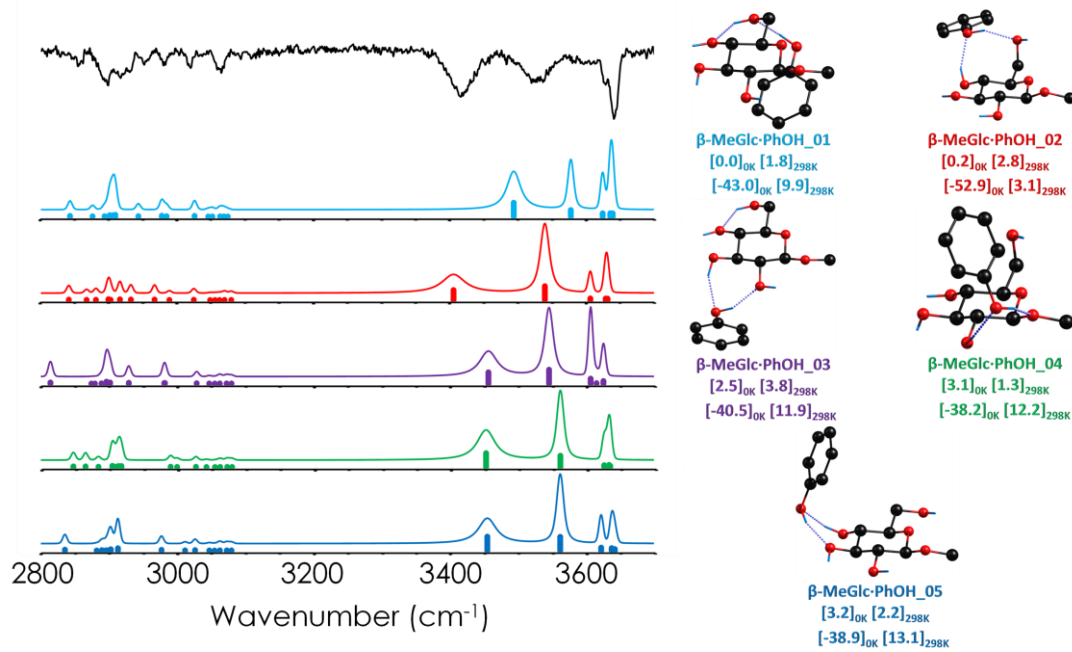 2800
3000
3200
3400
3600
Wavenumber (cm⁻¹)
β-MeGlc·PhOH_01
[0.0]₀K [1.8]₂₉₈K
[-43.0]₀K [9.9]₂₉₈K
β-MeGlc·PhOH_02
[0.2]₀K [2.8]₂₉₈K
[-52.9]₀K [3.1]₂₉₈K
β-MeGlc·PhOH_03
[2.5]₀K [3.8]₂₉₈K
[-40.5]₀K [11.9]₂₉₈K
β-MeGlc·PhOH_04
[3.1]₀K [1.3]₂₉₈K
[-38.2]₀K [12.2]₂₉₈K
β-MeGlc·PhOH_05
[3.2]₀K [2.2]₂₉₈K
[-38.9]₀K [13.1]₂₉₈K